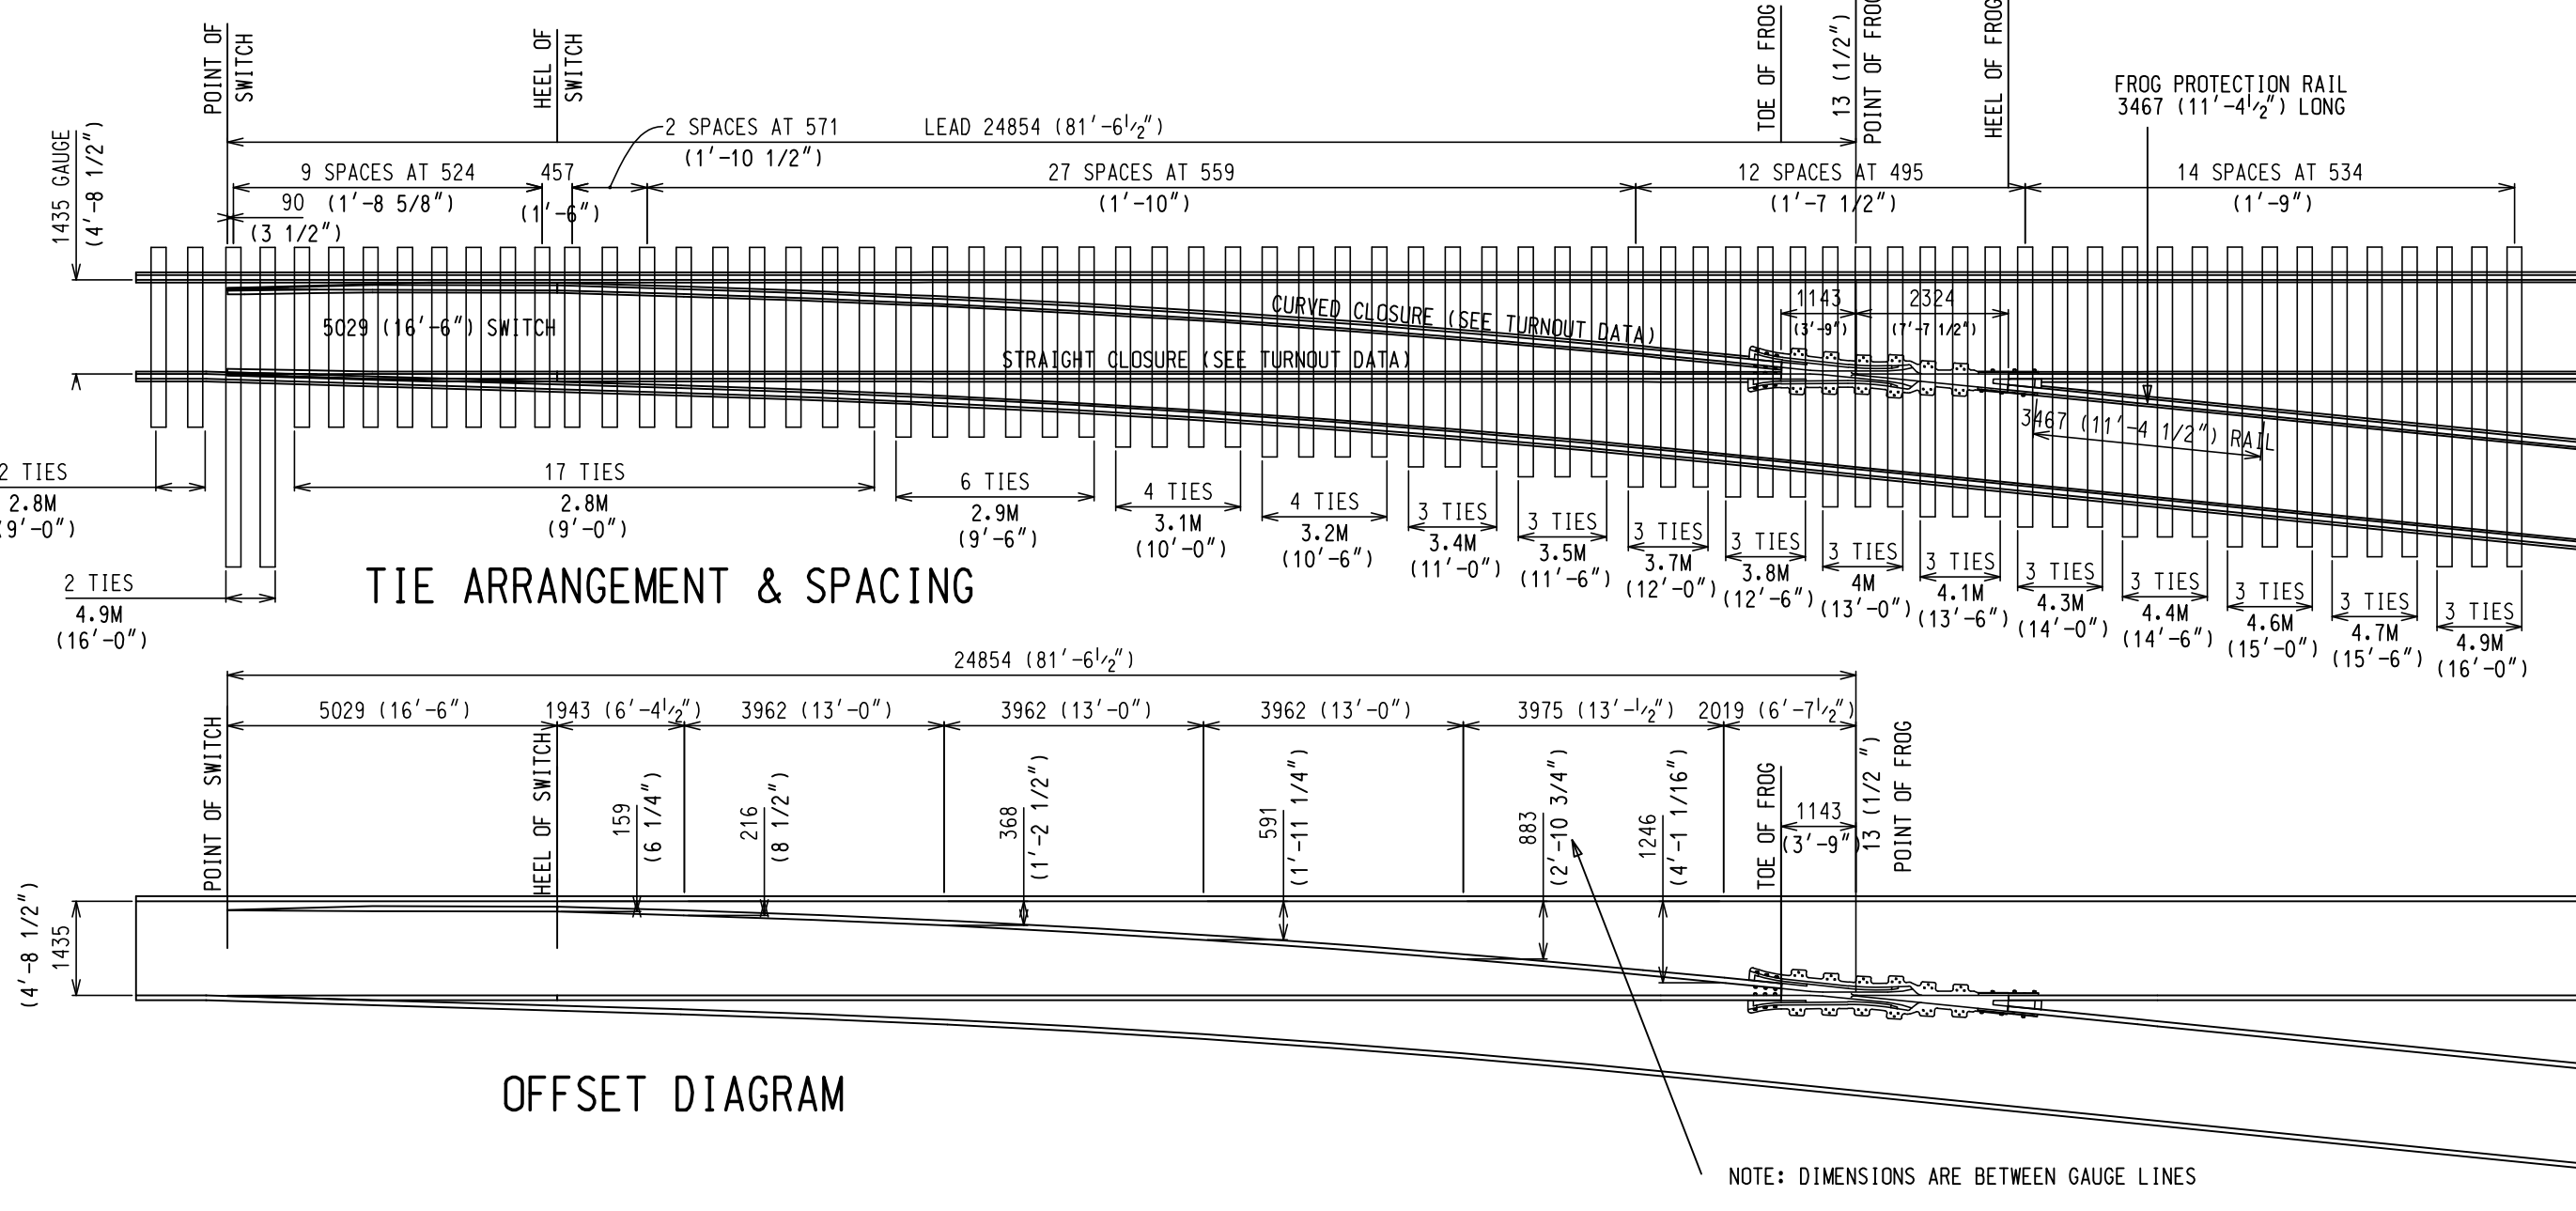 POINT OF
SWITCH
HEEL OF
SWITCH
TOE OF FROG
13 (1/2")
POINT OF FROG
HEEL OF FROG
FROG PROTECTION RAIL
3467 (11'-4 1/2") LONG
1435 GAUGE
(4'-8 1/2")
2 SPACES AT 571
(1'-10 1/2")
LEAD 24854 (81'-6 1/2")
9 SPACES AT 524
(1'-8 5/8")
457
(1'-6")
27 SPACES AT 559
(1'-10")
12 SPACES AT 495
(1'-7 1/2")
14 SPACES AT 534
(1'-9")
90
(3 1/2")
5029 (16'-6") SWITCH
CURVED CLOSURE (SEE TURNOUT DATA)
STRAIGHT CLOSURE (SEE TURNOUT DATA)
1143
(3'-9")
2324
(7'-7 1/2")
3467 (11'-4 1/2") RAIL
2 TIES
2.8M
(9'-0")
2 TIES
4.9M
(16'-0")
17 TIES
2.8M
(9'-0")
6 TIES
2.9M
(9'-6")
4 TIES
3.1M
(10'-0")
4 TIES
3.2M
(10'-6")
3 TIES
3.4M
(11'-0")
3 TIES
3.5M
(11'-6")
3 TIES
3.7M
(12'-0")
3 TIES
3.8M
(12'-6")
3 TIES
4M
(13'-0")
3 TIES
4.1M
(13'-6")
3 TIES
4.3M
(14'-0")
3 TIES
4.4M
(14'-6")
3 TIES
4.6M
(15'-0")
3 TIES
4.7M
(15'-6")
3 TIES
4.9M
(16'-0")
TIE ARRANGEMENT & SPACING
24854 (81'-6 1/2")
5029 (16'-6")
1943 (6'-4 1/2")
3962 (13'-0")
3962 (13'-0")
3962 (13'-0")
3975 (13'-1/2")
2019 (6'-7 1/2")
POINT OF SWITCH
HEEL OF SWITCH
159
(6 1/4")
216
(8 1/2")
368
(1'-2 1/2")
591
(1'-11 1/4")
883
(2'-10 3/4")
1246
(4'-1 1/16")
TOE OF FROG
1143
(3'-9")
13 (1/2 ")
POINT OF FROG
(4'-8 1/2")
1435
OFFSET DIAGRAM
NOTE: DIMENSIONS ARE BETWEEN GAUGE LINES